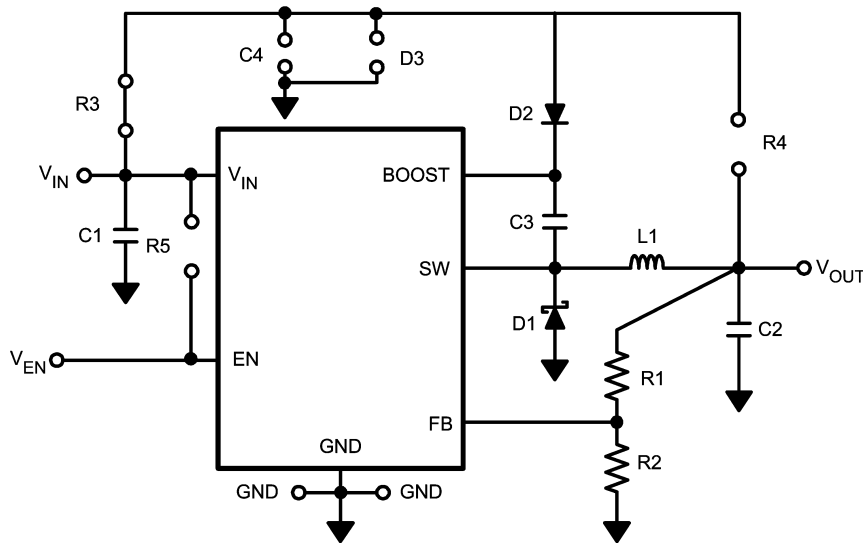 C4
D3
R3
D2
R4
VIN
VIN
BOOST
C1
R5
C3
L1
SW
VOUT
D1
C2
VEN
EN
R1
FB
GND
R2
GND
GND